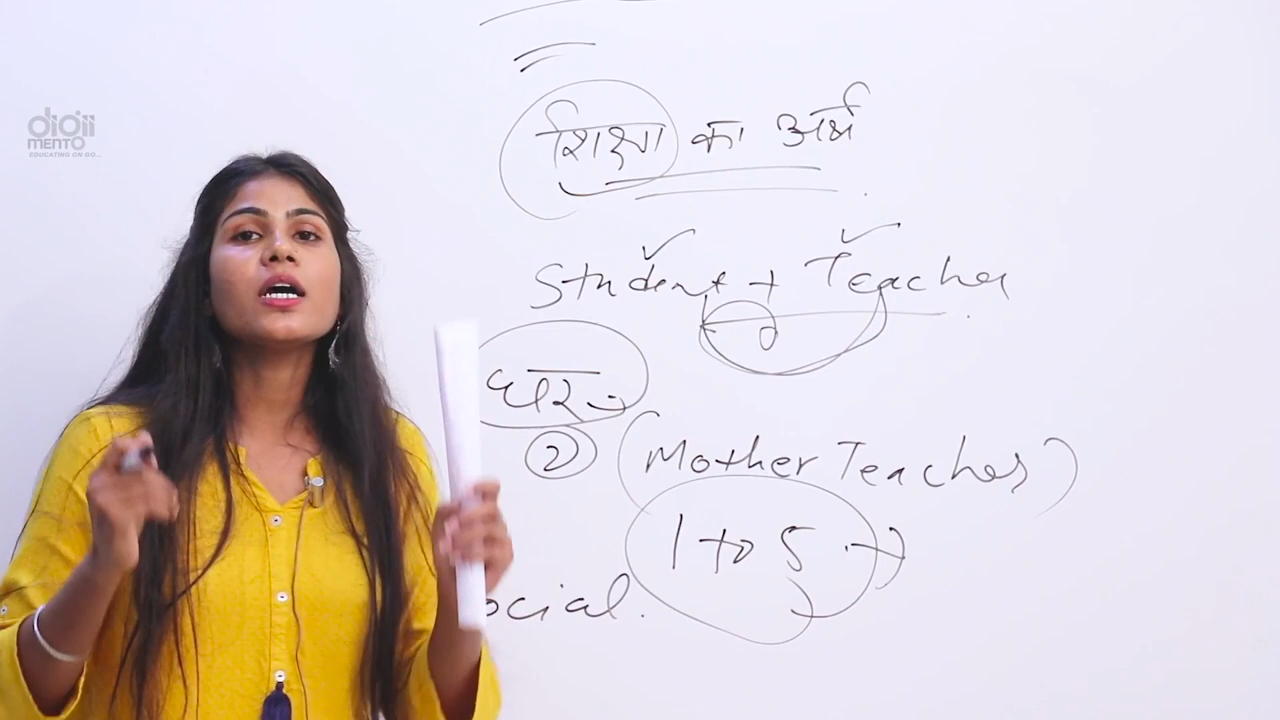 digii
MENTO
EDUCATING ON GO...
शिक्षा का अर्थ
Student + Teacher
घर
2
(Mother Teacher)
1 to 5
ocial.